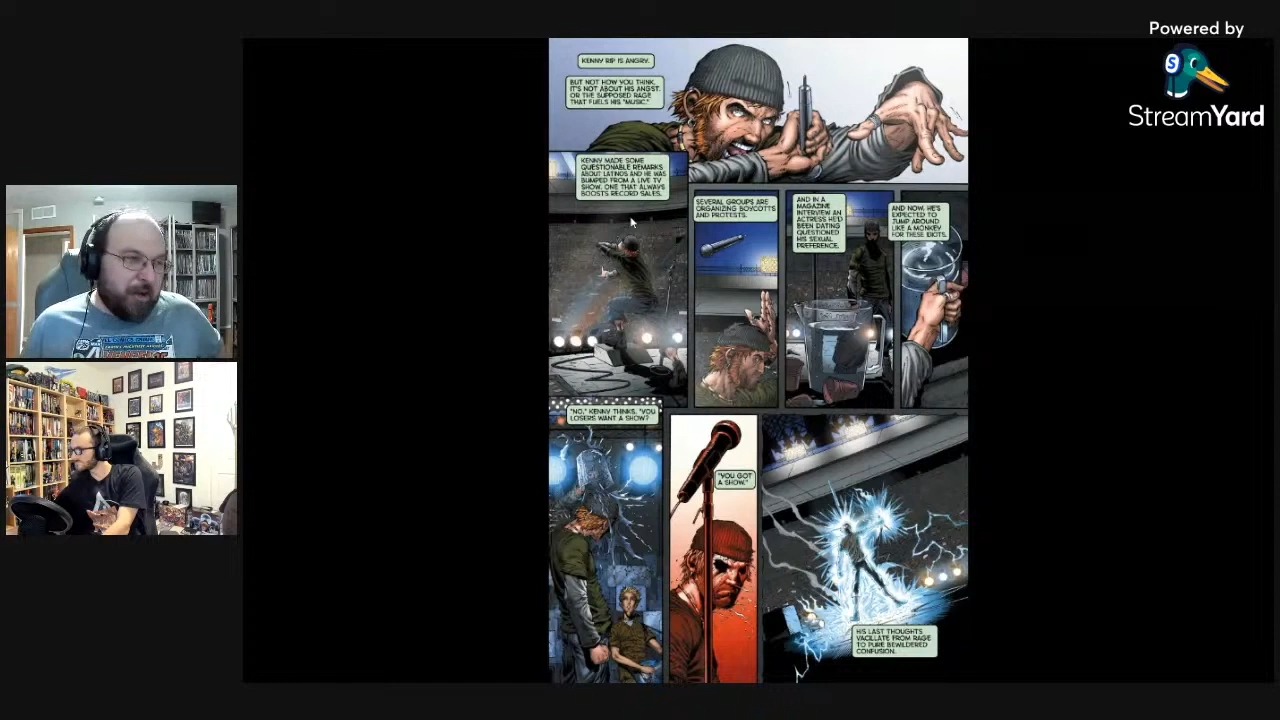 Powered by
S
StreamYard
KENNY RIP IS ANGRY.
BUT NOT HOW YOU THINK.
IT'S NOT ABOUT HIS ANGST.
OR THE SUPPOSED RAGE
THAT FUELS HIS "MUSIC."
KENNY MADE SOME
QUESTIONABLE REMARKS
ABOUT LATINOS AND HE WAS
BUMPED FROM A LIVE TV
SHOW. ONE THAT ALWAYS
BOOSTS RECORD SALES.
SEVERAL GROUPS ARE
ORGANIZING BOYCOTTS
AND PROTESTS.
AND IN A
MAGAZINE
INTERVIEW AN
ACTRESS HE'D
BEEN DATING
QUESTIONED
HIS SEXUAL
PREFERENCE.
AND NOW, HE'S
EXPECTED TO
JUMP AROUND
LIKE A MONKEY
FOR THESE IDIOTS.
"NO," KENNY THINKS, "YOU
LOSERS WANT A SHOW?
"YOU GOT
A SHOW."
HIS LAST THOUGHTS
VACILLATE FROM RAGE
TO PURE BEWILDERED
CONFUSION.